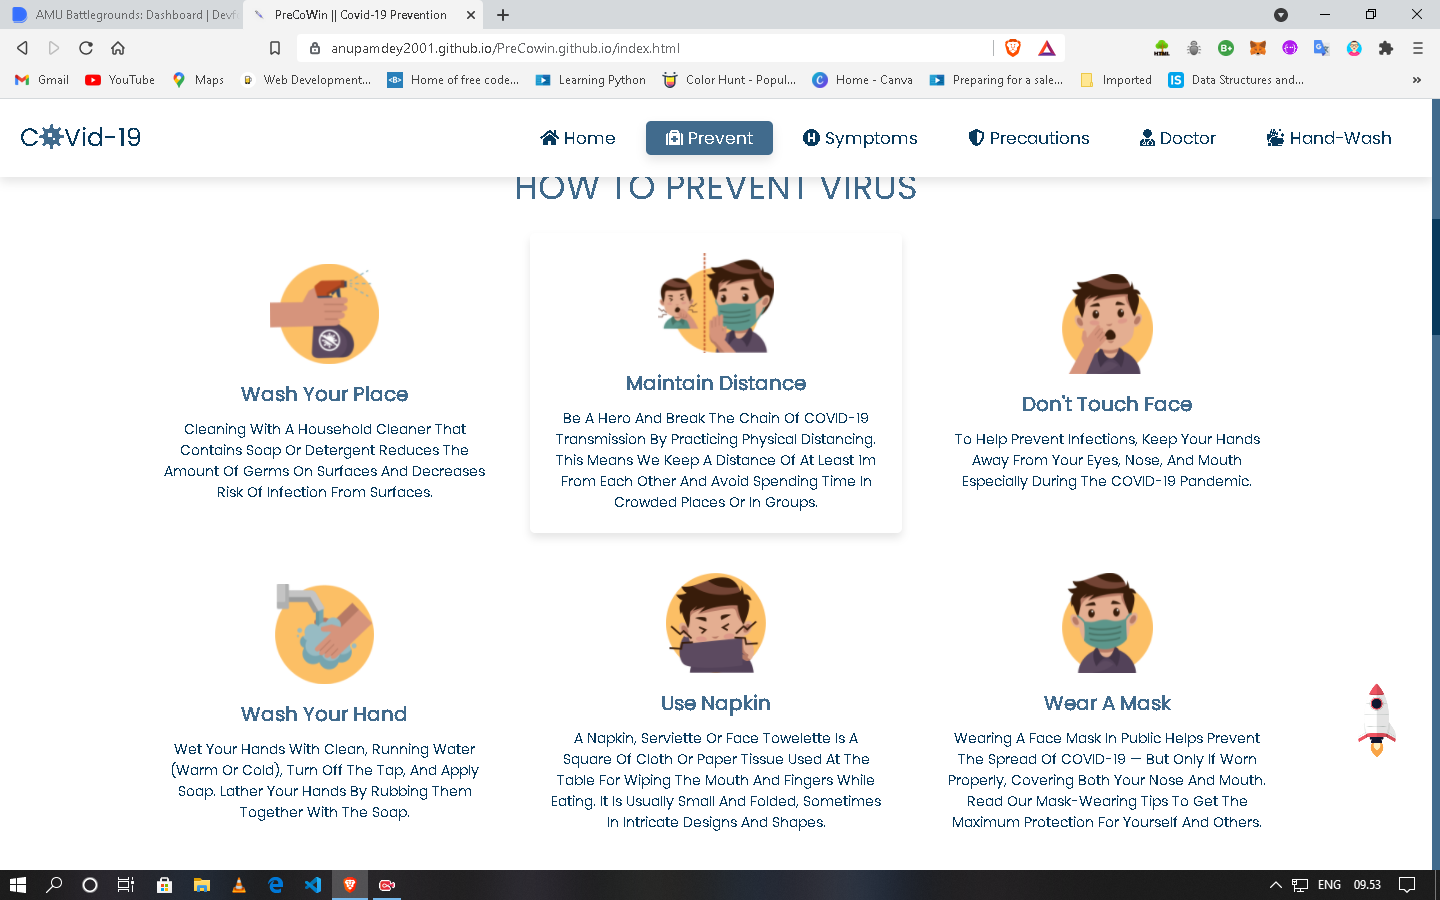 AMU Battlegrounds: Dashboard | Devf
PreCoWin || Covid-19 Prevention
anupamdey2001.github.io/PreCowin.github.io/index.html
Gmail
YouTube
Maps
Web Development...
Home of free code...
Learning Python
Color Hunt - Popul...
Home - Canva
Preparing for a sale...
Imported
Data Structures and...
»
COVid-19
Home
Prevent
Symptoms
Precautions
Doctor
Hand-Wash
HOW TO PREVENT VIRUS
Wash Your Place
Cleaning With A Household Cleaner That
Contains Soap Or Detergent Reduces The
Amount Of Germs On Surfaces And Decreases
Risk Of Infection From Surfaces.
Maintain Distance
Be A Hero And Break The Chain Of COVID-19
Transmission By Practicing Physical Distancing.
This Means We Keep A Distance Of At Least 1m
From Each Other And Avoid Spending Time In
Crowded Places Or In Groups.
Don't Touch Face
To Help Prevent Infections, Keep Your Hands
Away From Your Eyes, Nose, And Mouth
Especially During The COVID-19 Pandemic.
Wash Your Hand
Wet Your Hands With Clean, Running Water
(Warm Or Cold), Turn Off The Tap, And Apply
Soap. Lather Your Hands By Rubbing Them
Together With The Soap.
Use Napkin
A Napkin, Serviette Or Face Towelette Is A
Square Of Cloth Or Paper Tissue Used At The
Table For Wiping The Mouth And Fingers While
Eating. It Is Usually Small And Folded, Sometimes
In Intricate Designs And Shapes.
Wear A Mask
Wearing A Face Mask In Public Helps Prevent
The Spread Of COVID-19 — But Only If Worn
Properly, Covering Both Your Nose And Mouth.
Read Our Mask-Wearing Tips To Get The
Maximum Protection For Yourself And Others.
ENG
09.53